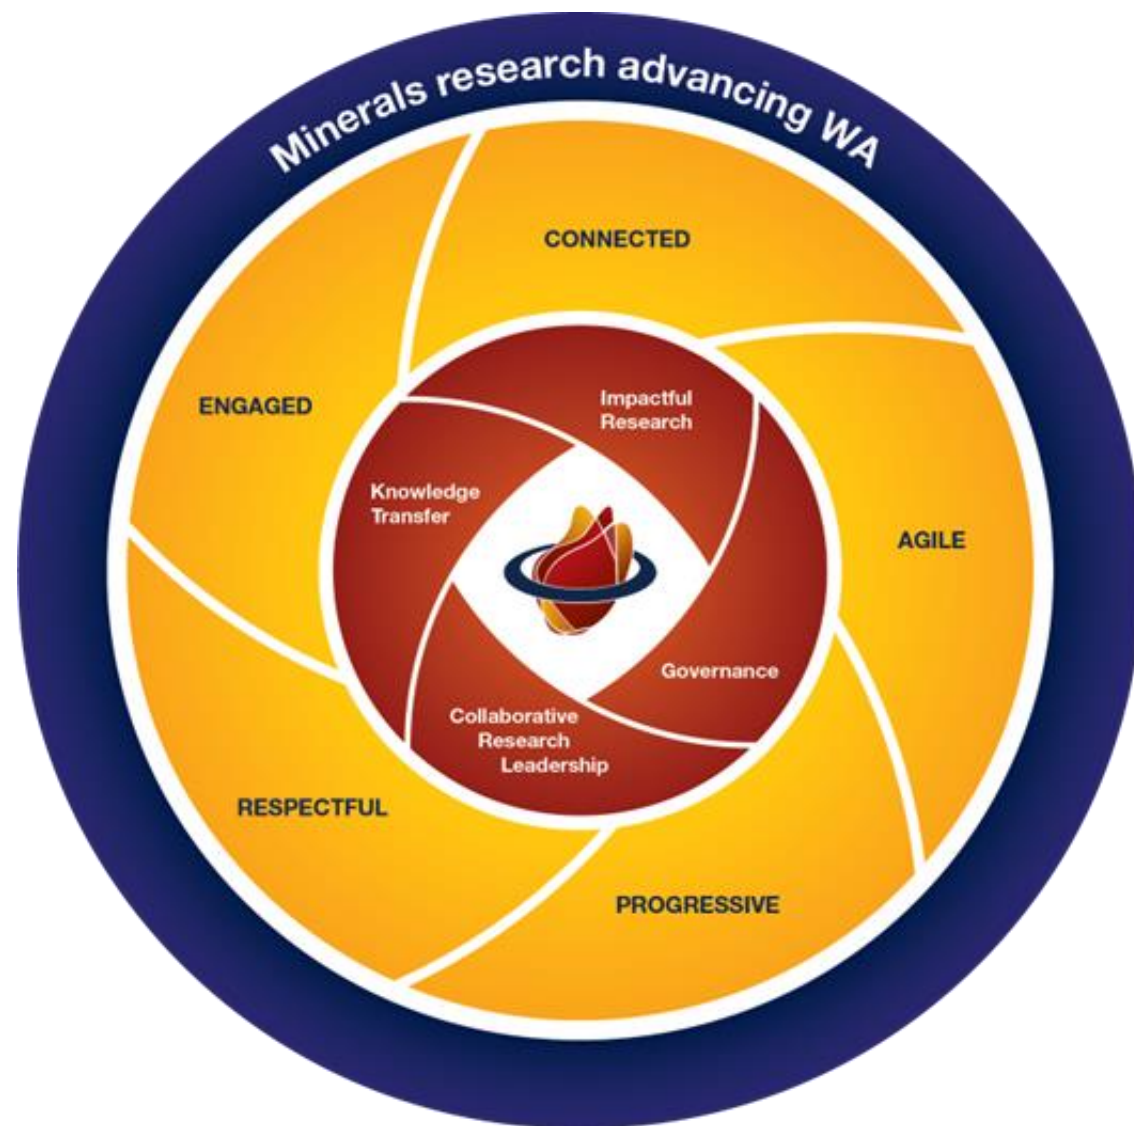 Minerals research advancing WA
CONNECTED
ENGAGED
AGILE
RESPECTFUL
PROGRESSIVE
Impactful
Research
Knowledge
Transfer
Governance
Collaborative
Research
Leadership